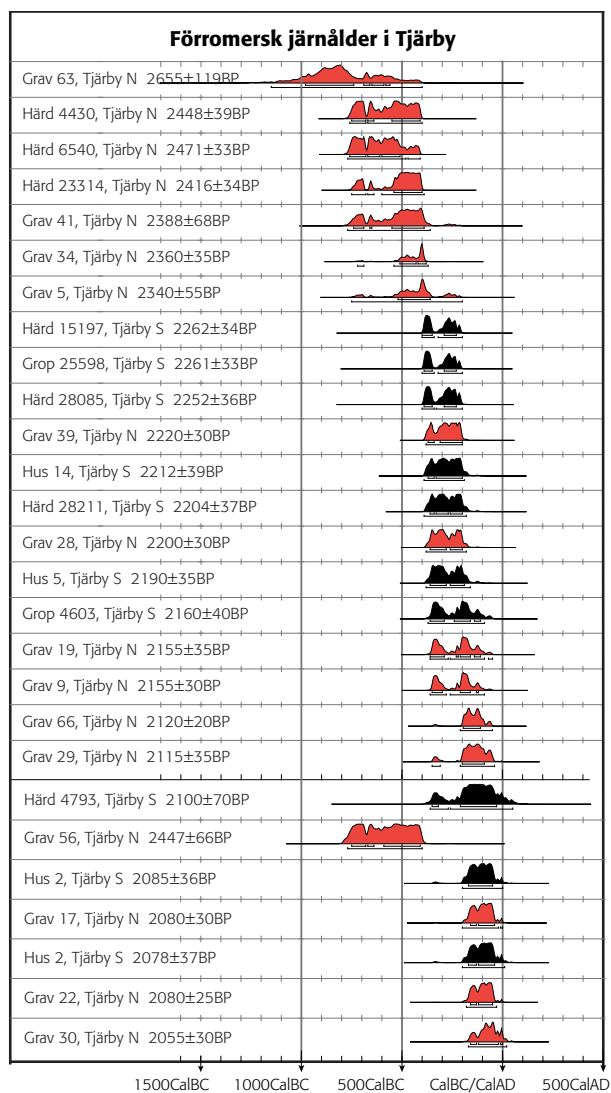 Förromersk järnålder i Tjärby
Grav 63, Tjärby N 2655±119BP
Härd 4430, Tjärby N 2448±39BP
Härd 6540, Tjärby N 2471±33BP
Härd 23314, Tjärby N 2416±34BP
Grav 41, Tjärby N 2388±68BP
Grav 34, Tjärby N 2360±35BP
Grav 5, Tjärby N 2340±55BP
Härd 15197, Tjärby S 2262±34BP
Grop 25598, Tjärby S 2261±33BP
Härd 28085, Tjärby S 2252±36BP
Grav 39, Tjärby N 2220±30BP
Hus 14, Tjärby S 2212±39BP
Härd 28211, Tjärby S 2204±37BP
Grav 28, Tjärby N 2200±30BP
Hus 5, Tjärby S 2190±35BP
Grop 4603, Tjärby S 2160±40BP
Grav 19, Tjärby N 2155±35BP
Grav 9, Tjärby N 2155±30BP
Grav 66, Tjärby N 2120±20BP
Grav 29, Tjärby N 2115±35BP
Härd 4793, Tjärby S 2100±70BP
Grav 56, Tjärby N 2447±66BP
Hus 2, Tjärby S 2085±36BP
Grav 17, Tjärby N 2080±30BP
Hus 2, Tjärby S 2078±37BP
Grav 22, Tjärby N 2080±25BP
Grav 30, Tjärby N 2055±30BP
1500CalBC 1000CalBC 500CalBC CalBC/CalAD 500CalAD